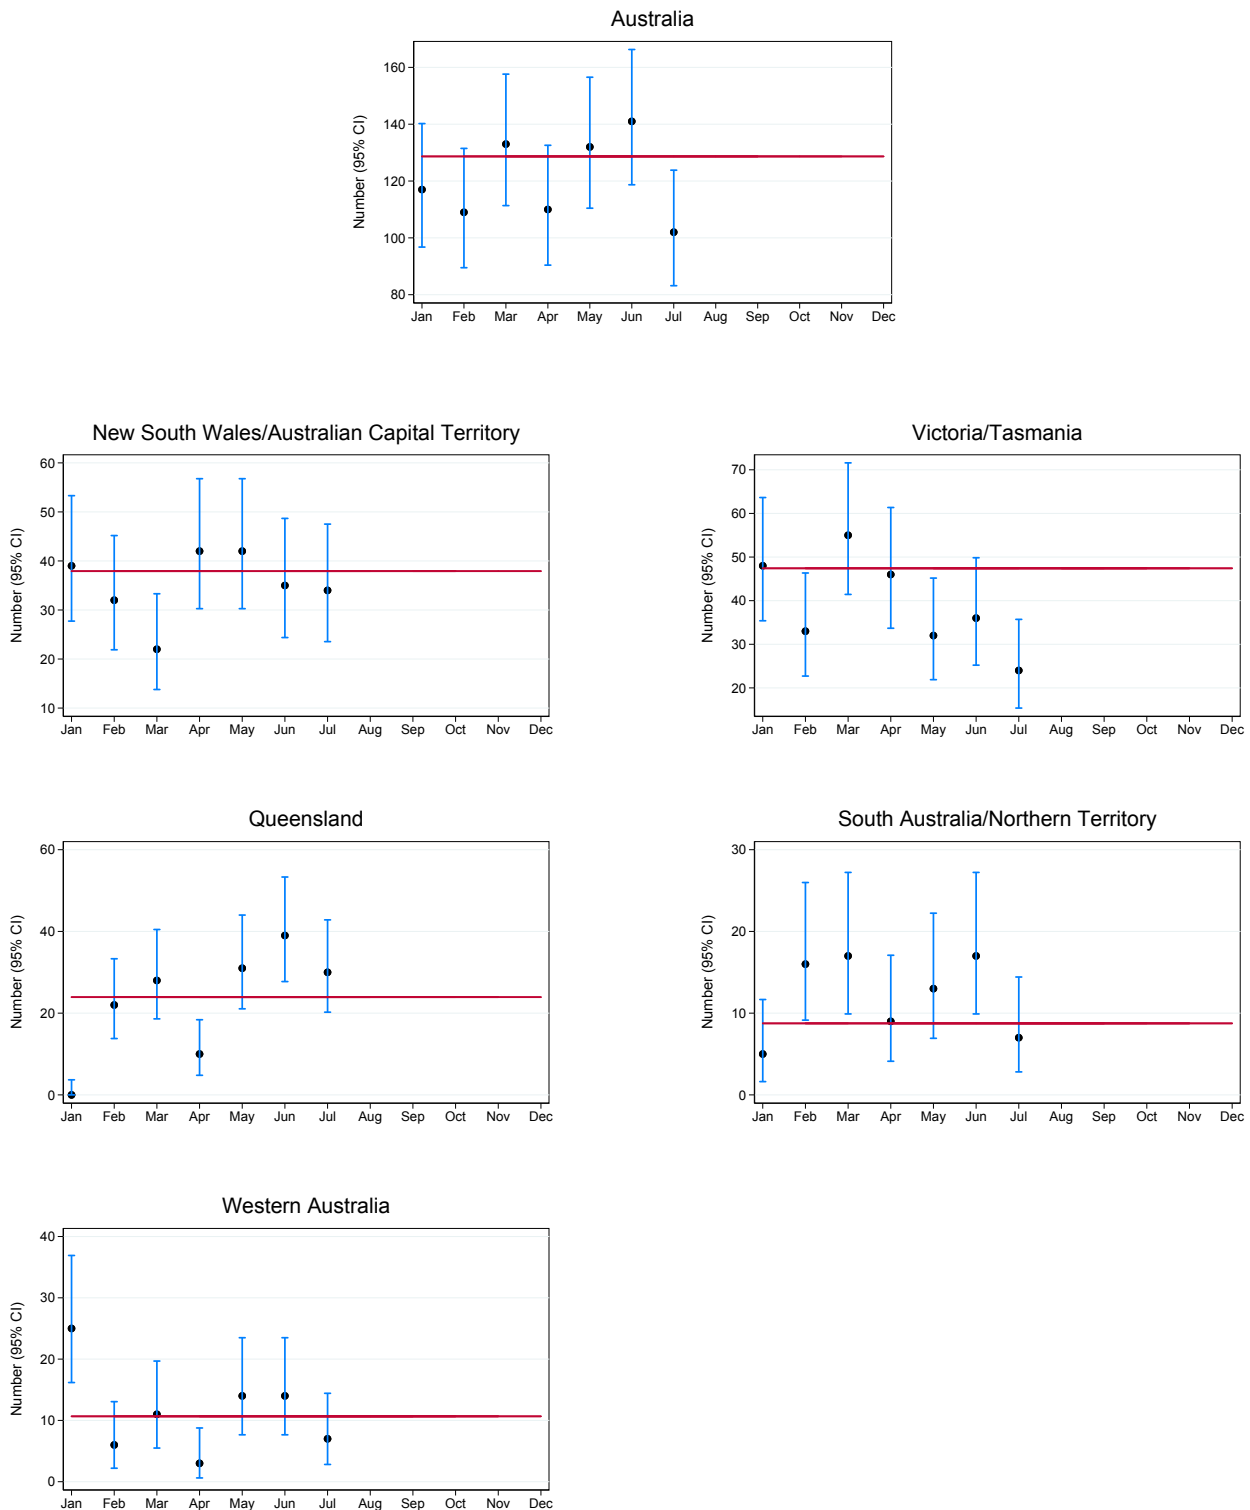 Australia
Number (95% CI)
160
140
120
100
80
Jan Feb Mar Apr May Jun Jul Aug Sep Oct Nov Dec
New South Wales/Australian Capital Territory
Number (95% CI)
60
50
40
30
20
10
Jan Feb Mar Apr May Jun Jul Aug Sep Oct Nov Dec
Victoria/Tasmania
Number (95% CI)
70
60
50
40
30
20
Jan Feb Mar Apr May Jun Jul Aug Sep Oct Nov Dec
Queensland
Number (95% CI)
60
40
20
0
Jan Feb Mar Apr May Jun Jul Aug Sep Oct Nov Dec
South Australia/Northern Territory
Number (95% CI)
30
20
10
0
Jan Feb Mar Apr May Jun Jul Aug Sep Oct Nov Dec
Western Australia
Number (95% CI)
40
30
20
10
0
Jan Feb Mar Apr May Jun Jul Aug Sep Oct Nov Dec